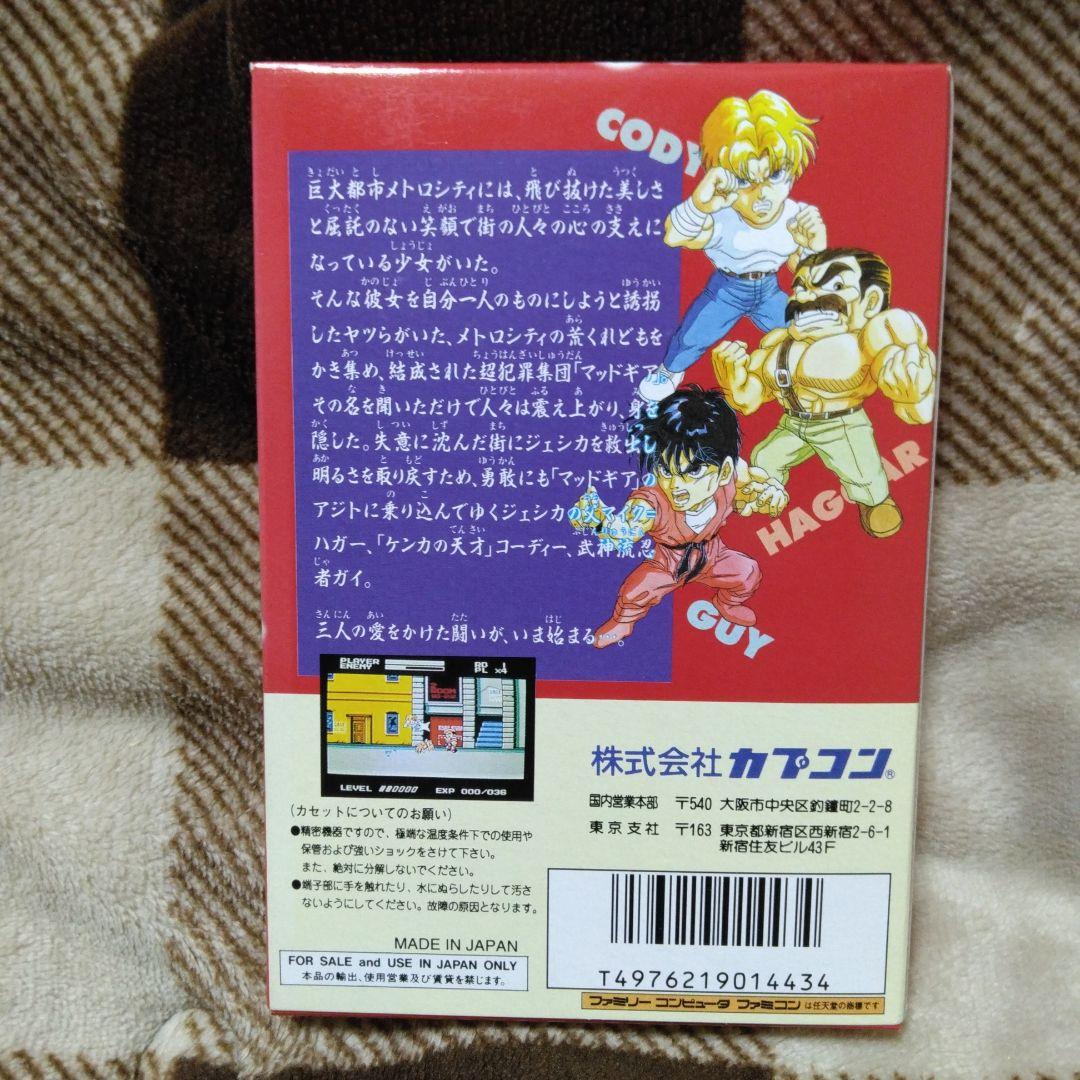 CODY
巨大都市メトロシティには、飛び抜けた美しさ
と屈託のない笑顔で街の人々の心の支えに
なっている少女がいた。
そんな彼女を自分一人のものにしようと誘拐
したヤツらがいた、メトロシティの荒くれどもを
かき集め、結成された超犯罪集団「マッドギア」。
その名を聞いただけで人々は震え上がり、身を
隠した。失意に沈んだ街にジェシカを救出し
明るさを取り戻すため、勇敢にも「マッドギア」の
アジトに乗り込んでゆくジェシカの父マイク＝
ハガー、「ケンカの天才」コーディー、武神流忍
者ガイ。
三人の愛をかけた闘いが、いま始まる…。
HAGGAR
GUY
PLAYER
ENEMY
RD 1
PL ×4
LEVEL 000000 EXP 000/036
株式会社カプコン®
国内営業本部 〒540 大阪市中央区釣鐘町2-2-8
東京支社 〒163 東京都新宿区西新宿2-6-1
新宿住友ビル43F
(カセットについてのお願い)
●精密機器ですので、極端な温度条件下での使用や
保管および強いショックをさけて下さい。
また、絶対に分解しないでください。
●端子部に手を触れたり、水にぬらしたりして汚さ
ないようにしてください。故障の原因となります。
MADE IN JAPAN
FOR SALE and USE IN JAPAN ONLY
本品の輸出、使用営業及び賃貸を禁じます。
T4976219014434
ファミリーコンピュータ ファミコンは任天堂の商標です